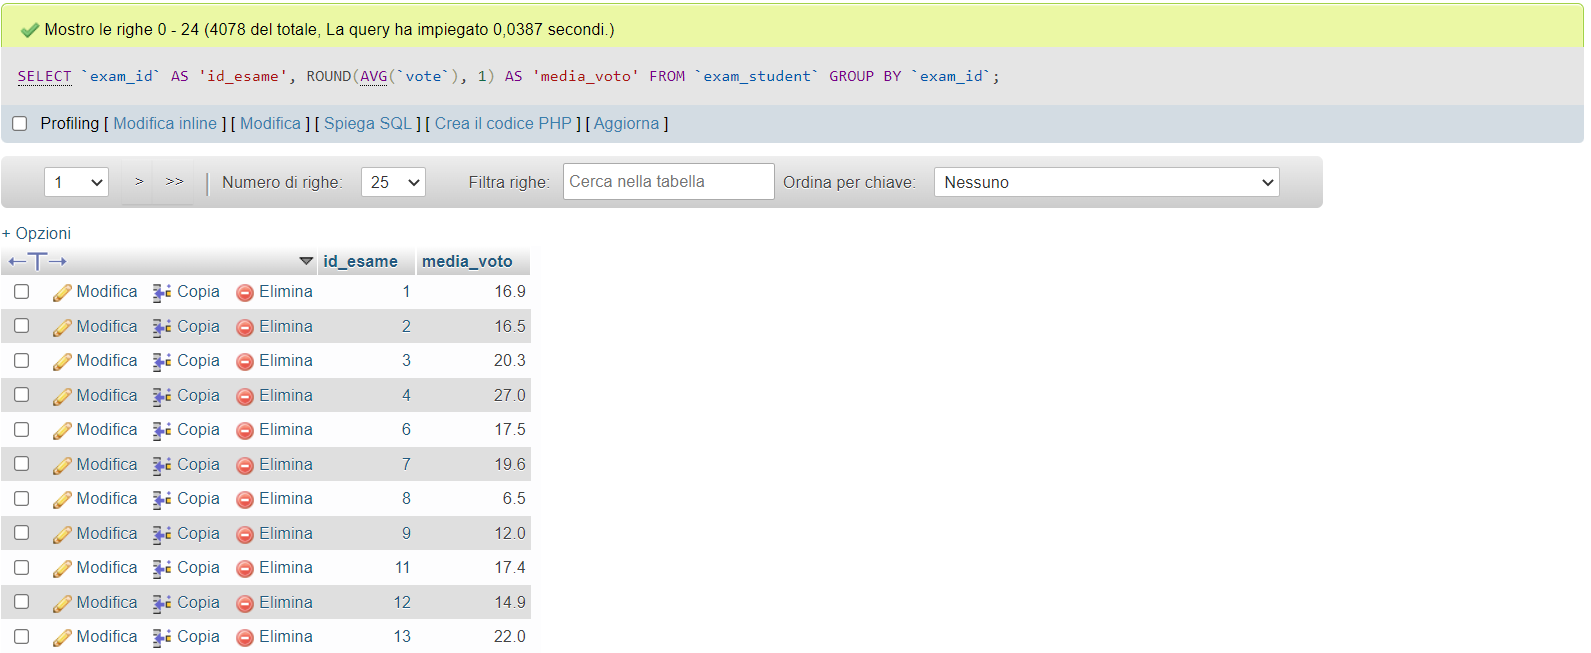 Mostro le righe 0 - 24 (4078 del totale, La query ha impiegato 0,0387 secondi.)
SELECT `exam_id` AS 'id_esame', ROUND(AVG(`vote`), 1) AS 'media_voto' FROM `exam_student` GROUP BY `exam_id`;
Profiling [ Modifica inline ] [ Modifica ] [ Spiega SQL ] [ Crea il codice PHP ] [ Aggiorna ]
1 > >> | Numero di righe: 25 Filtra righe: Cerca nella tabella Ordina per chiave: Nessuno
+ Opzioni
←T→ id_esame media_voto
Modifica Copia Elimina 1 16.9
Modifica Copia Elimina 2 16.5
Modifica Copia Elimina 3 20.3
Modifica Copia Elimina 4 27.0
Modifica Copia Elimina 6 17.5
Modifica Copia Elimina 7 19.6
Modifica Copia Elimina 8 6.5
Modifica Copia Elimina 9 12.0
Modifica Copia Elimina 11 17.4
Modifica Copia Elimina 12 14.9
Modifica Copia Elimina 13 22.0